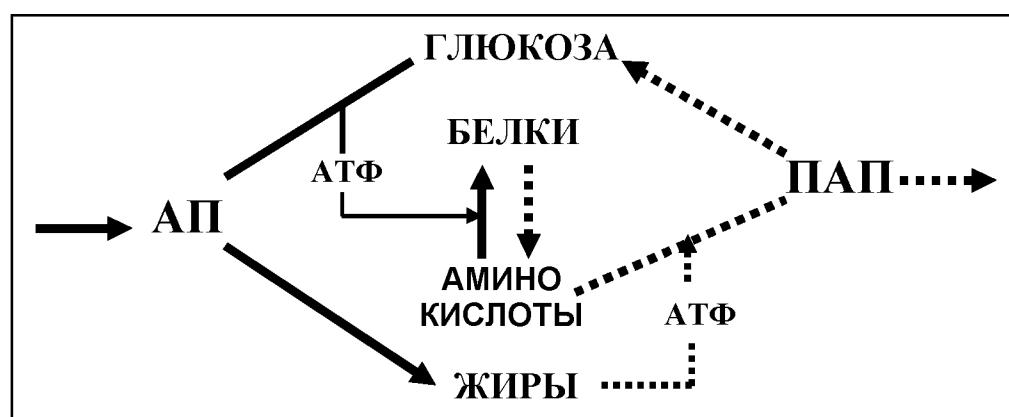 ГЛЮКОЗА
БЕЛКИ
АТФ
ПАП
АП
АМИНО
КИСЛОТЫ
АТФ
ЖИРЫ